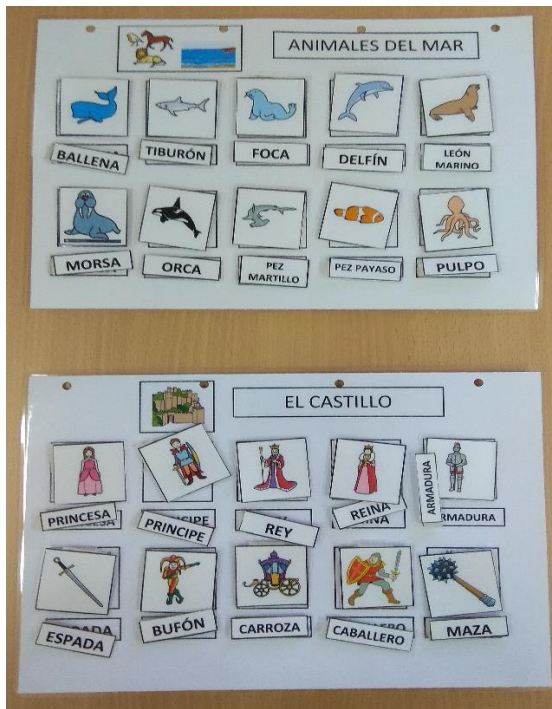 ANIMALES DEL MAR
BALLENA
TIBURÓN
FOCA
DELFÍN
LEÓN
MARINO
MORSA
ORCA
PEZ
MARTILLO
PEZ PAYASO
PULPO
EL CASTILLO
PRINCESA
PRINCIPE
REY
REINA
ARMADURA
RMADURA
ESPADA
BUFÓN
CARROZA
CABALLERO
MAZA